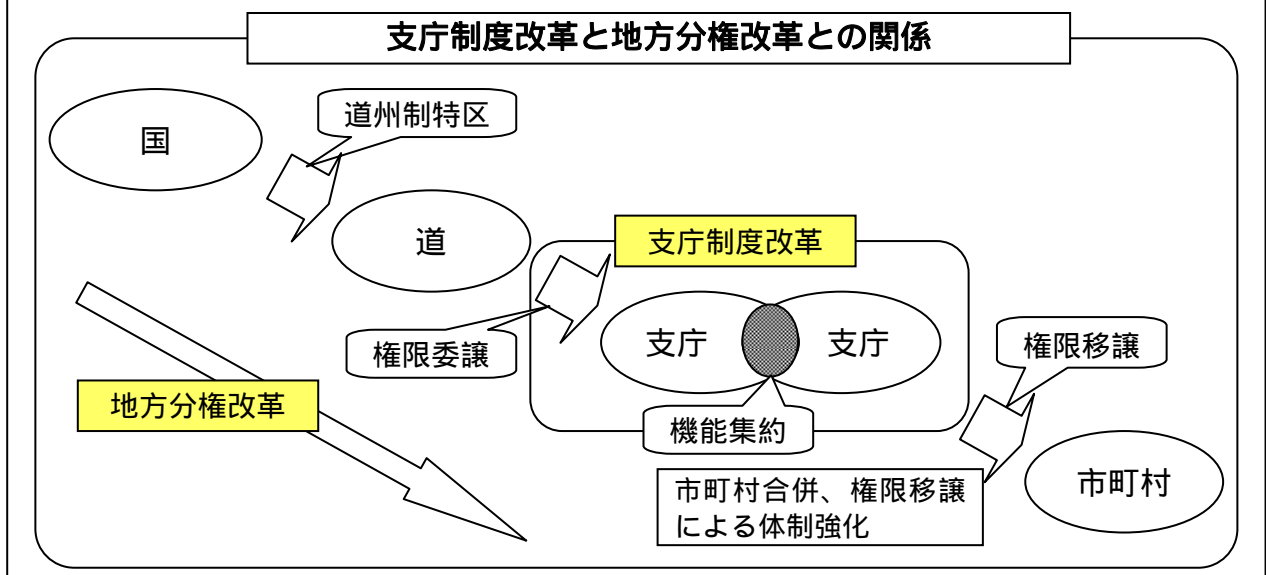 支庁制度改革と地方分権改革との関係
国
道州制特区
道
支庁制度改革
権限委譲
支庁
支庁
機能集約
権限移譲
地方分権改革
市町村合併、権限移譲
による体制強化
市町村